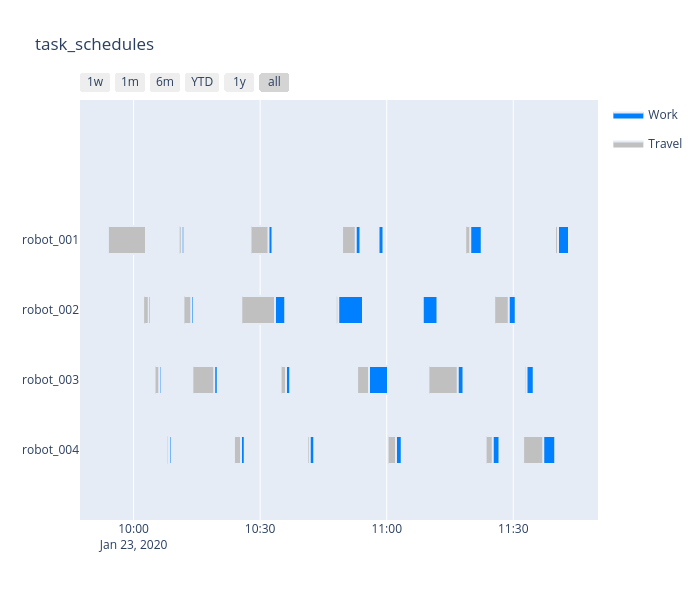 task_schedules
1w 1m 6m YTD 1y all
Work
Travel
robot_001
robot_002
robot_003
robot_004
10:00 10:30 11:00 11:30
Jan 23, 2020